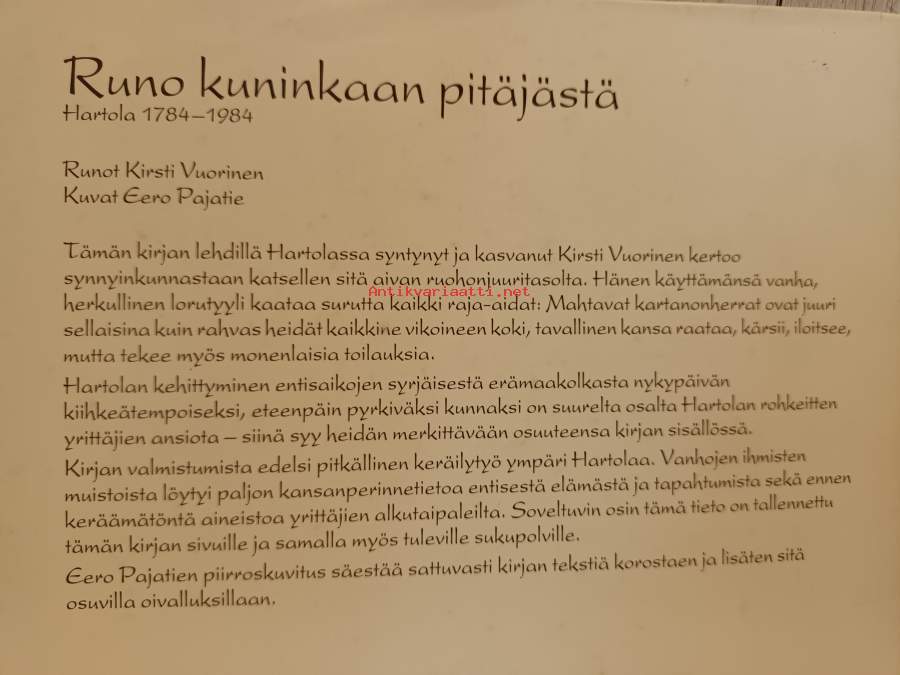 Runo kuninkaan pitäjästä
Hartola 1784–1984
Runot Kirsti Vuorinen
Kuvat Eero Pajatie
Tämän kirjan lehdillä Hartolassa syntynyt ja kasvanut Kirsti Vuorinen kertoo
synnyinkunnastaan katsellen sitä aivan ruohonjuuritasolta. Hänen käyttämänsä vanha,
Antikvariaatti.net
herkullinen lorutyyli kaataa surutta kaikki raja-aidat: Mahtavat kartanonherrat ovat juuri
sellaisina kuin rahvas heidät kaikkine vikoineen koki, tavallinen kansa raataa, kärsii, iloitsee,
mutta tekee myös monenlaisia toilauksia.
Hartolan kehittyminen entisaikojen syrjäisestä erämaakolkasta nykypäivän
kiihkeätempoiseksi, eteenpäin pyrkiväksi kunnaksi on suurelta osalta Hartolan rohkeitten
yrittäjien ansiota – siinä syy heidän merkittävään osuuteensa kirjan sisällössä.
Kirjan valmistumista edelsi pitkällinen keräilytyö ympäri Hartolaa. Vanhojen ihmisten
muistoista löytyi paljon kansanperinnetietoa entisestä elämästä ja tapahtumista sekä ennen
keräämätöntä aineistoa yrittäjien alkutaipaleilta. Soveltuvin osin tämä tieto on tallennettu
tämän kirjan sivuille ja samalla myös tuleville sukupolville.
Eero Pajatien piirroskuvitus säestää sattuvasti kirjan tekstiä korostaen ja lisäten sitä
osuvilla oivalluksillaan.